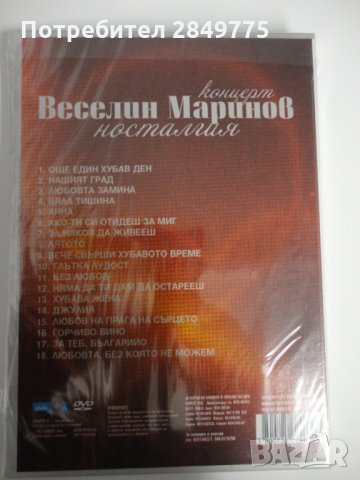 Потребител 2849775
концерт
Веселин Маринов
носталгия
1. ОЩЕ ЕДИН ХУБАВ ДЕН
2. НАШИЯТ ГРАД
3. ЛЮБОВТА ЗАМИНА
4. БЯЛА ТИШИНА
5. АННА
6. АКО ТИ СИ ОТИДЕШ ЗА МИГ
7. ЗА НЯКОЙ ДА ЖИВЕЕШ
8. ЛЯТОТО
9. ВЕЧЕ СВЪРШИ ХУБАВОТО ВРЕМЕ
10. ГЛЪТКА ЛУДОСТ
11. БЕЗ ЛЮБОВ
12. НЯМА ДА ТИ ДАМ ДА ОСТАРЕЕШ
13. ХУБАВА ЖЕНА
14. ДЖУЛИЯ
15. ЛЮБОВ НА ПРАГА НА СЪРЦЕТО
16. ГОРЧИВО ВИНО
17. ЗА ТЕБ, БЪЛГАРИЙО
18. ЛЮБОВТА, БЕЗ КОЯТО НЕ МОЖЕМ
DVD
bazar